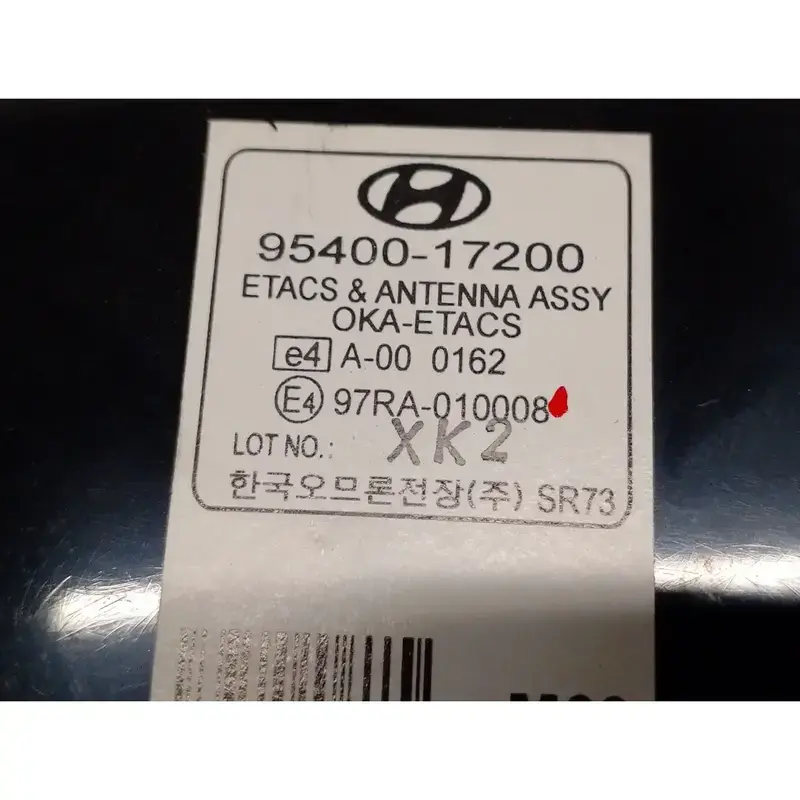 95400-17200
ETACS & ANTENNA ASSY
OKA-ETACS
e4 A-00 0162
E4 97RA-010008
LOT NO.: XK2
한국오므론전장(주) SR73